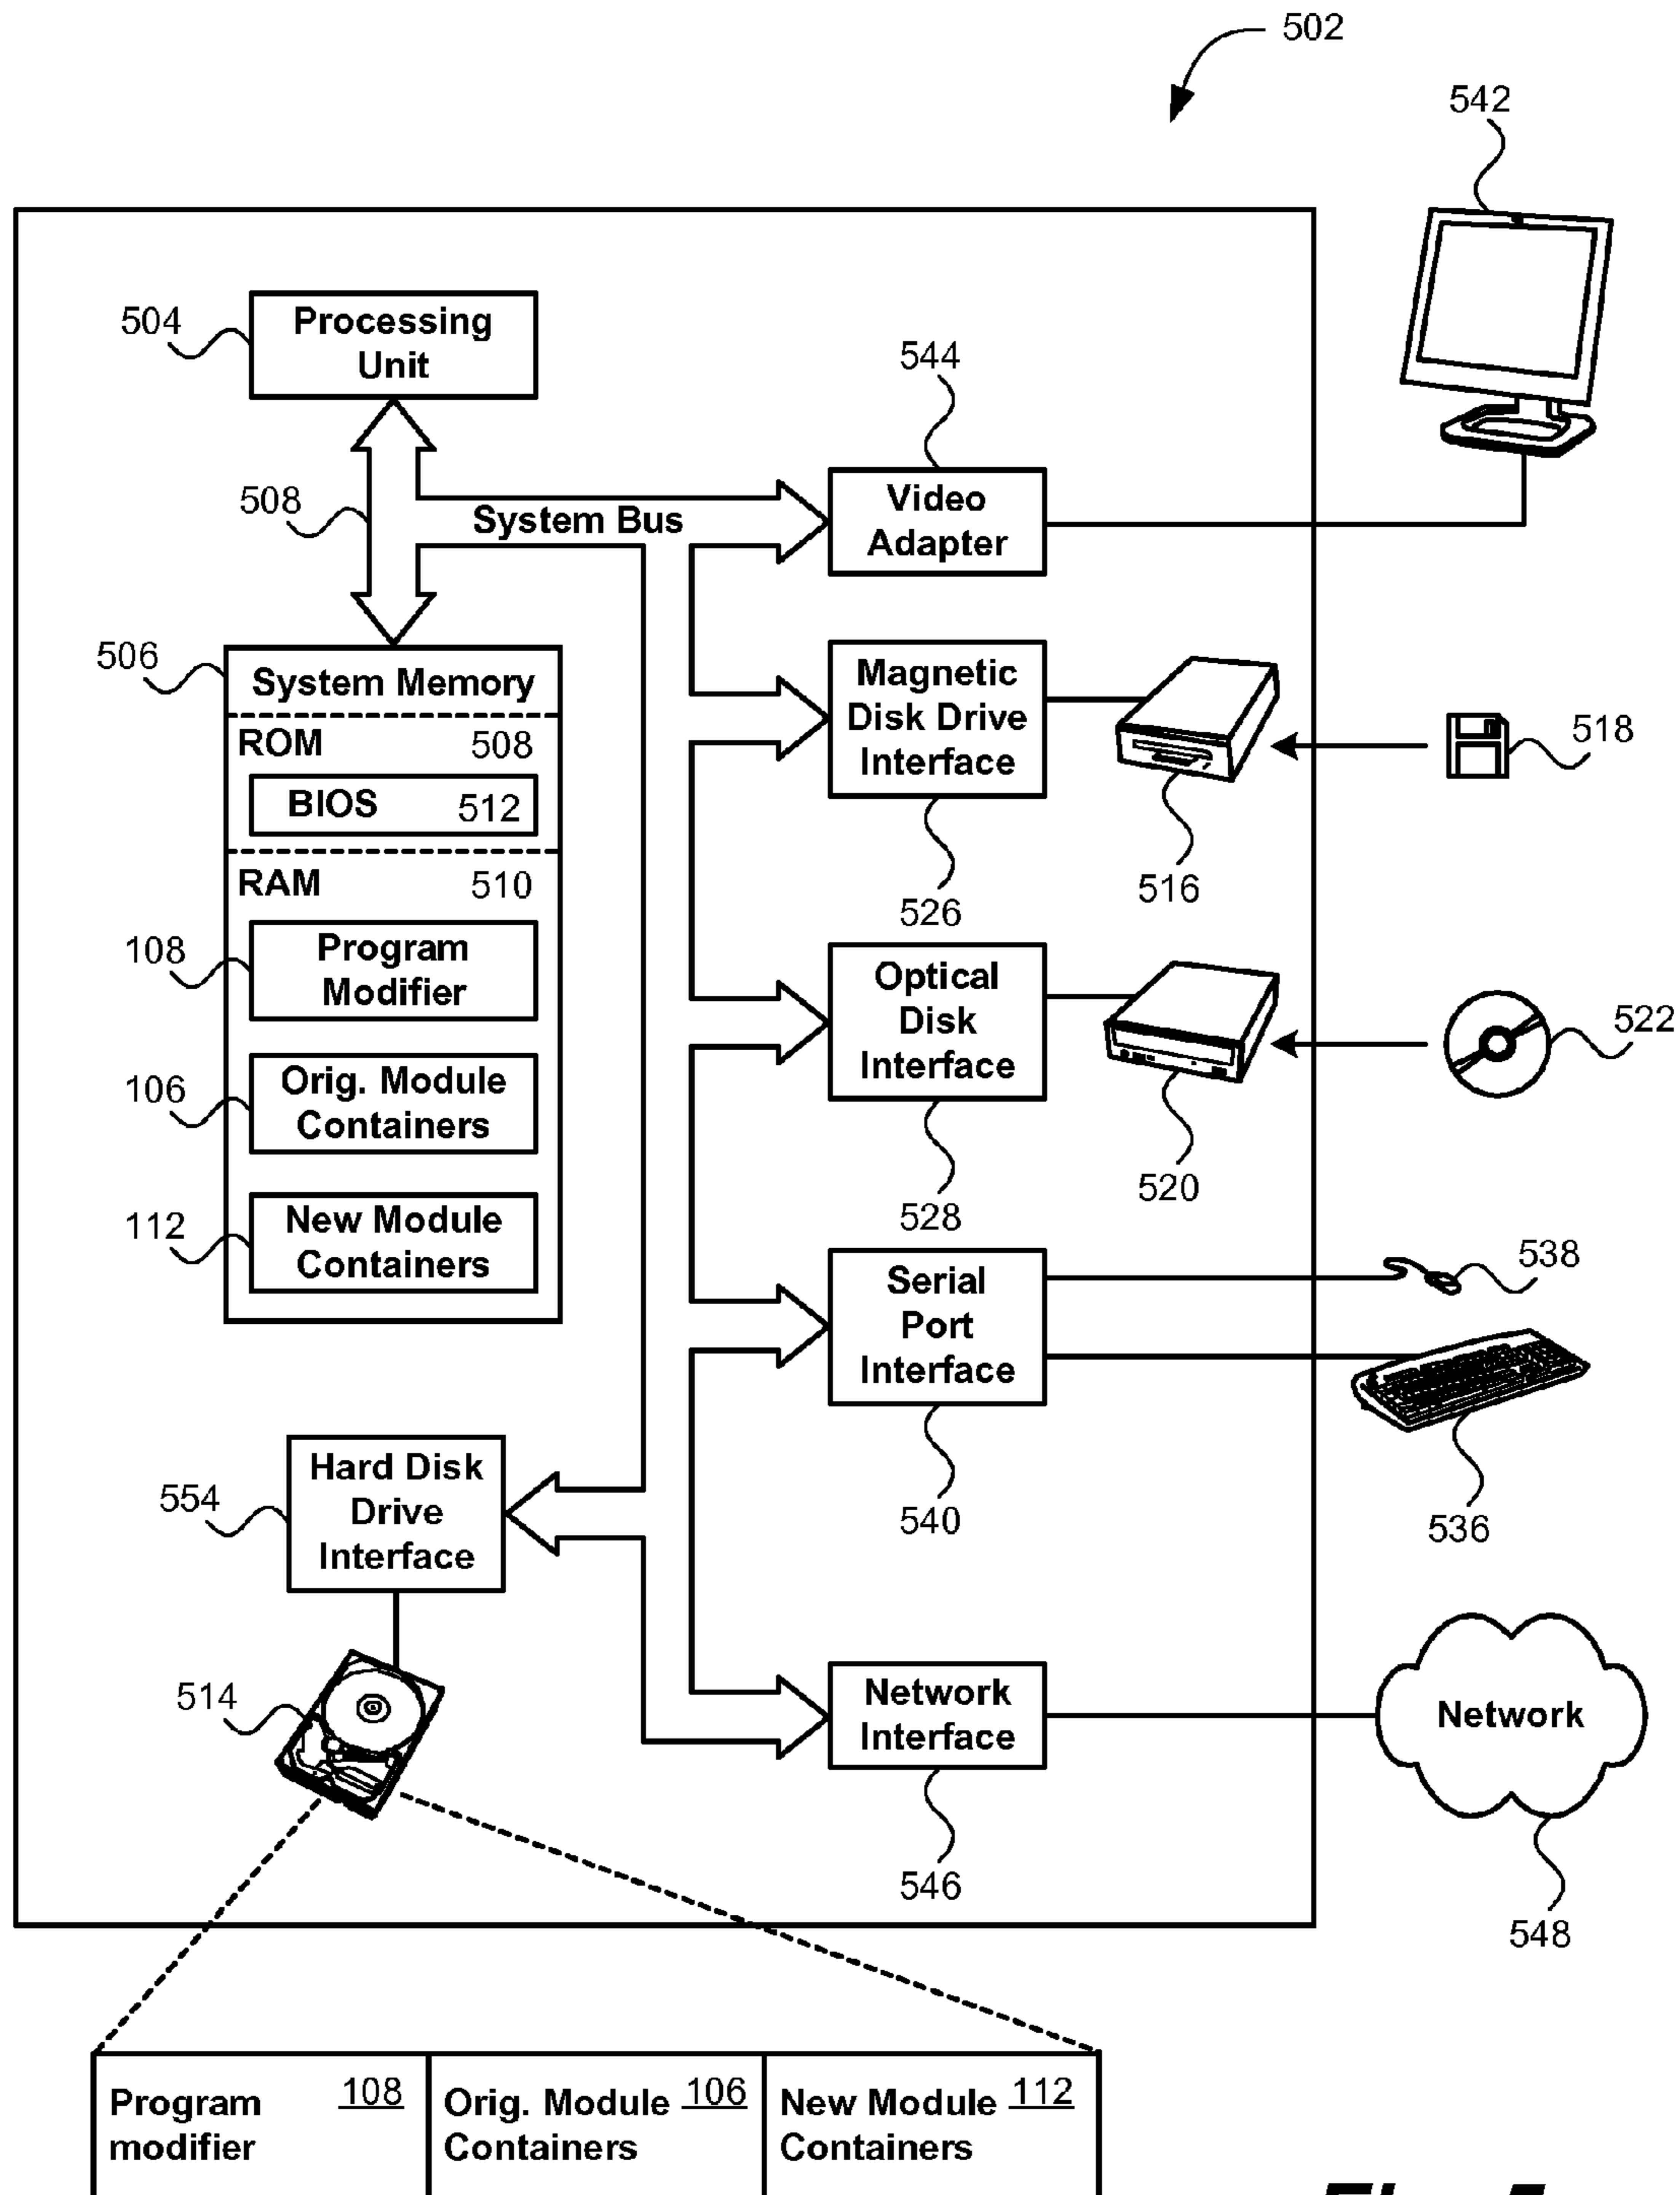 502
542
504
Processing
Unit
544
508
System Bus
Video
Adapter
506
System Memory
ROM 508
BIOS 512
RAM 510
108
Program
Modifier
106
Orig. Module
Containers
112
New Module
Containers
Magnetic
Disk Drive
Interface
526
516
518
Optical
Disk
Interface
528
520
522
Serial
Port
Interface
540
538
536
554
Hard Disk
Drive
Interface
514
Network
Interface
546
Network
548
Program 108
modifier
Orig. Module 106
Containers
New Module 112
Containers